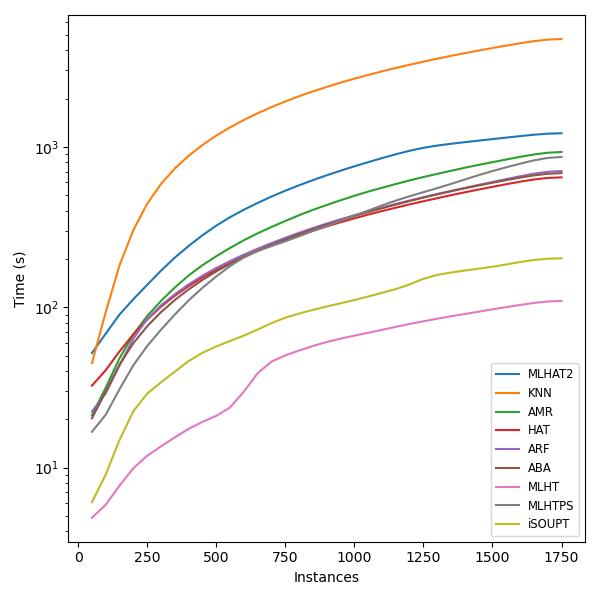 Time (s)
10³
10²
10¹
MLHAT2
KNN
AMR
HAT
ARF
ABA
MLHT
MLHTPS
iSOUPT
0 250 500 750 1000 1250 1500 1750
Instances